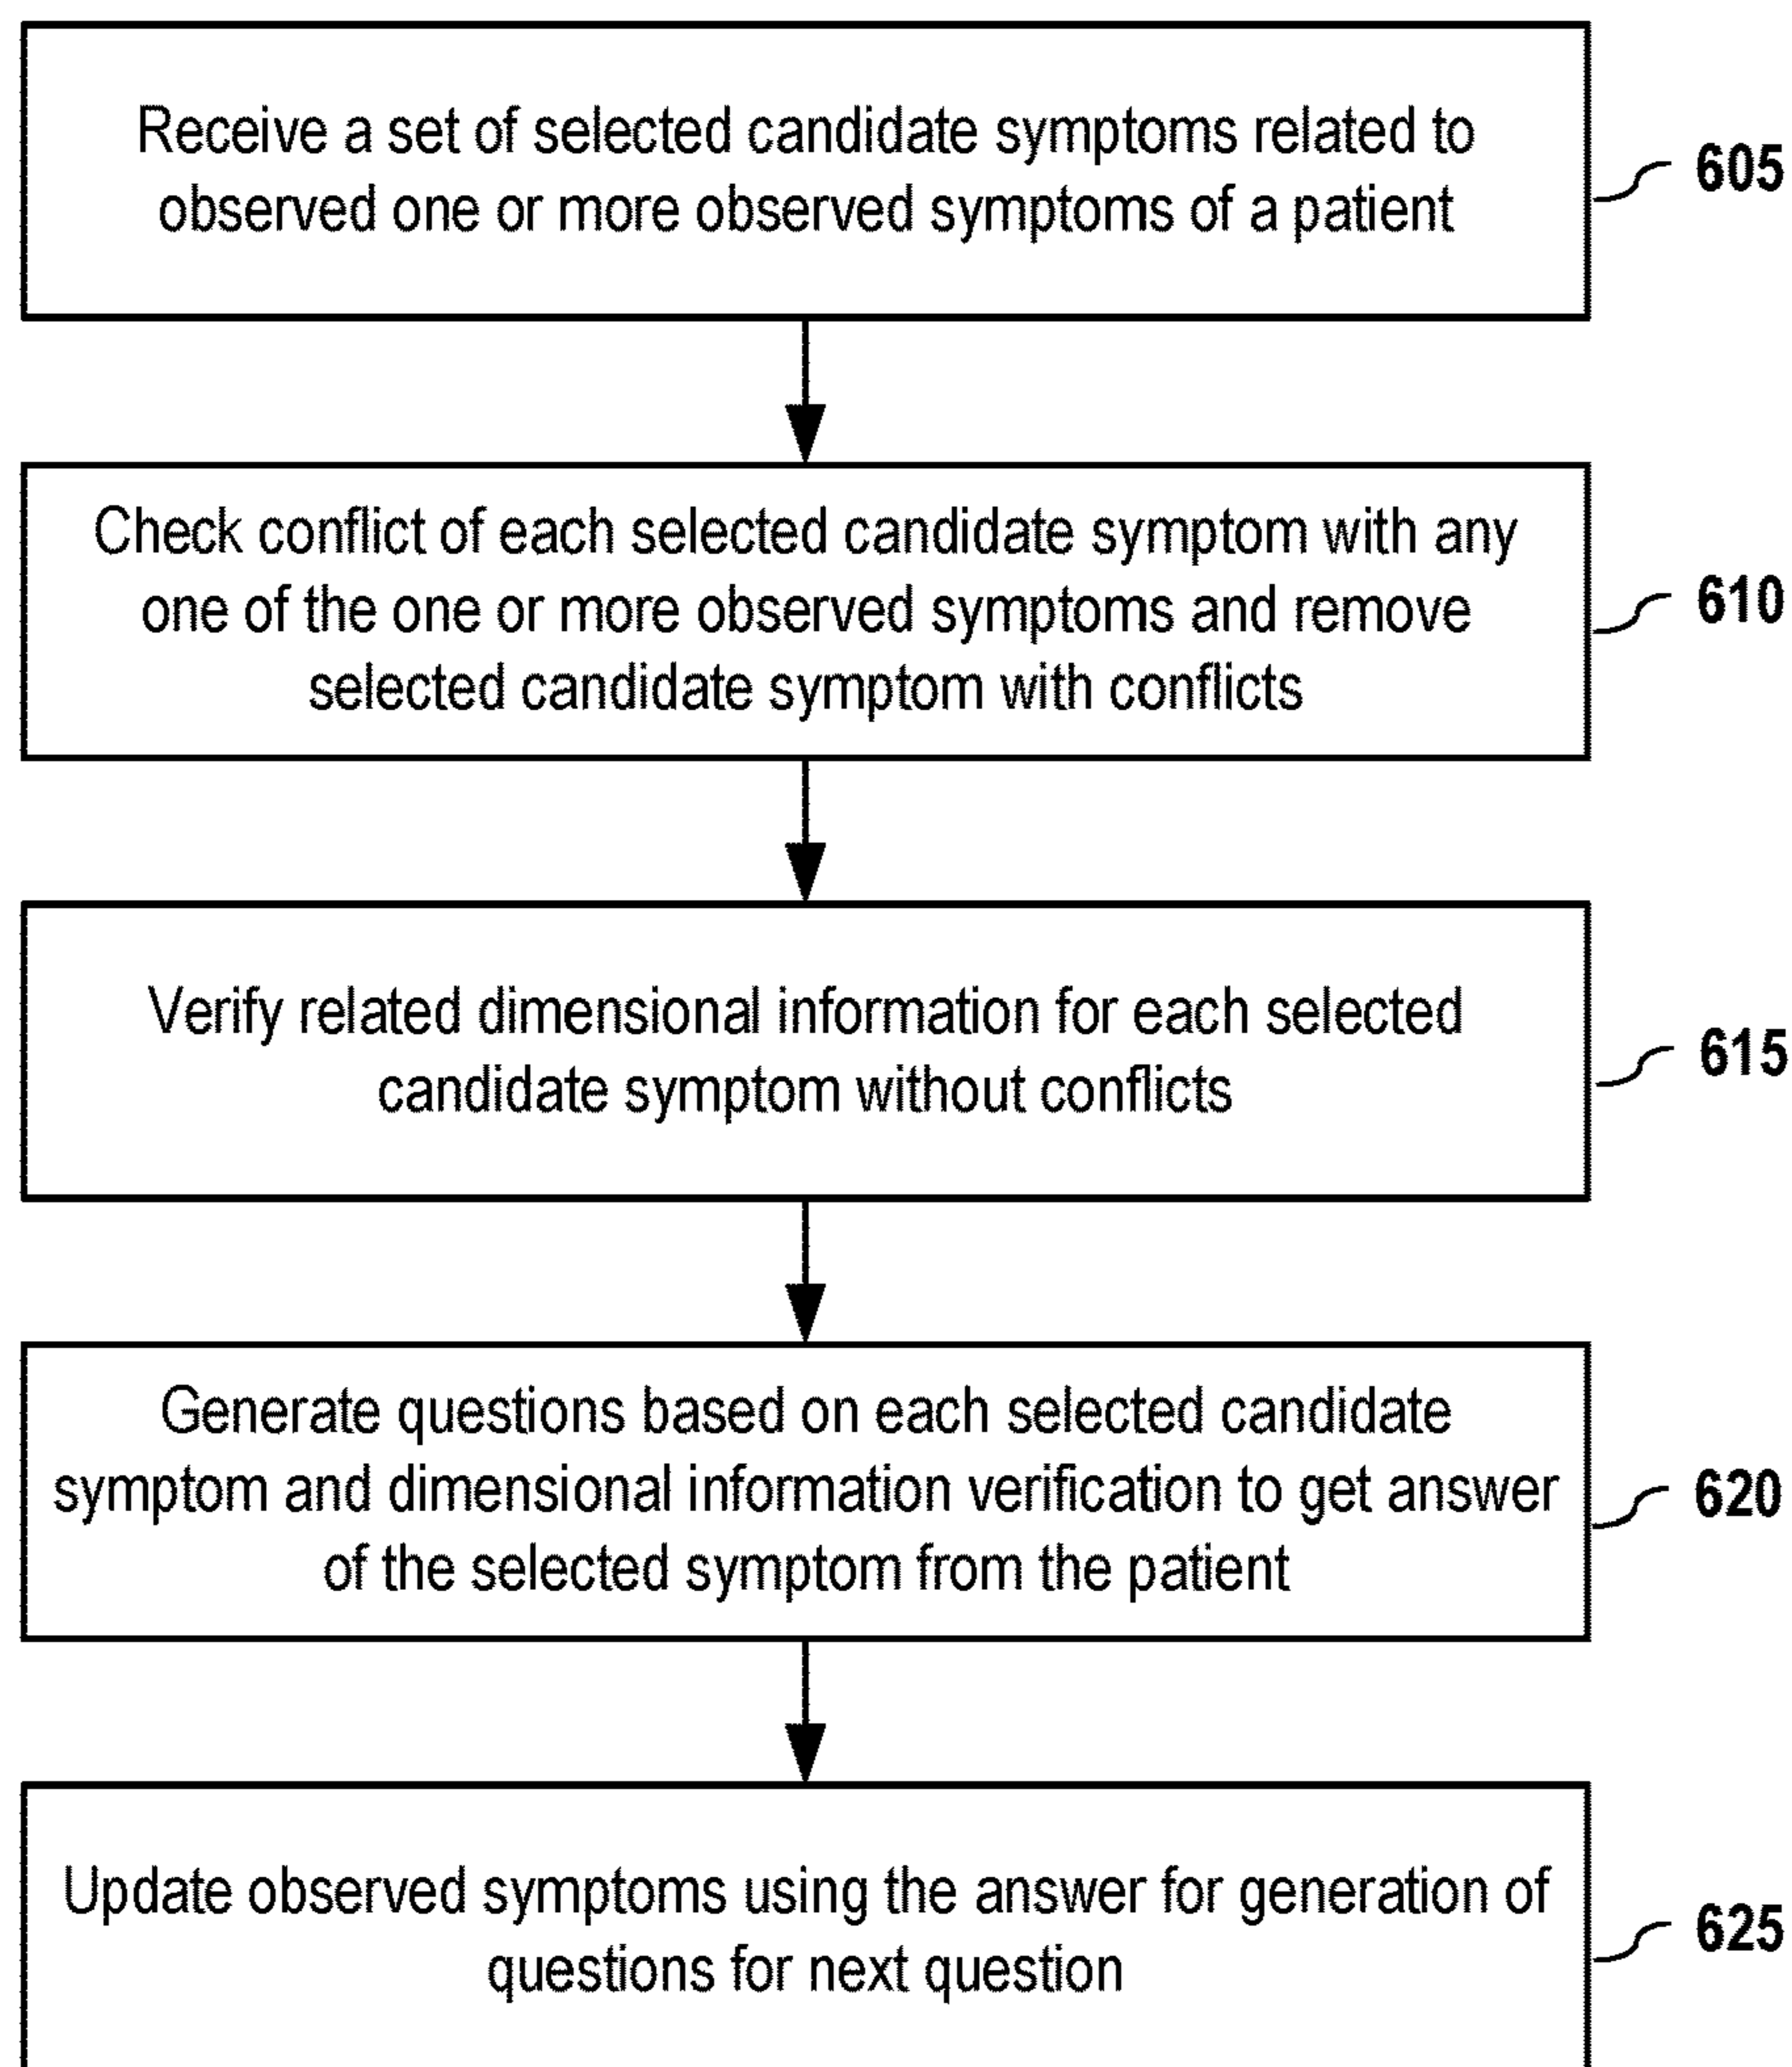 Receive a set of selected candidate symptoms related to
observed one or more observed symptoms of a patient
605
Check conflict of each selected candidate symptom with any
one of the one or more observed symptoms and remove
selected candidate symptom with conflicts
610
Verify related dimensional information for each selected
candidate symptom without conflicts
615
Generate questions based on each selected candidate
symptom and dimensional information verification to get answer
of the selected symptom from the patient
620
Update observed symptoms using the answer for generation of
questions for next question
625